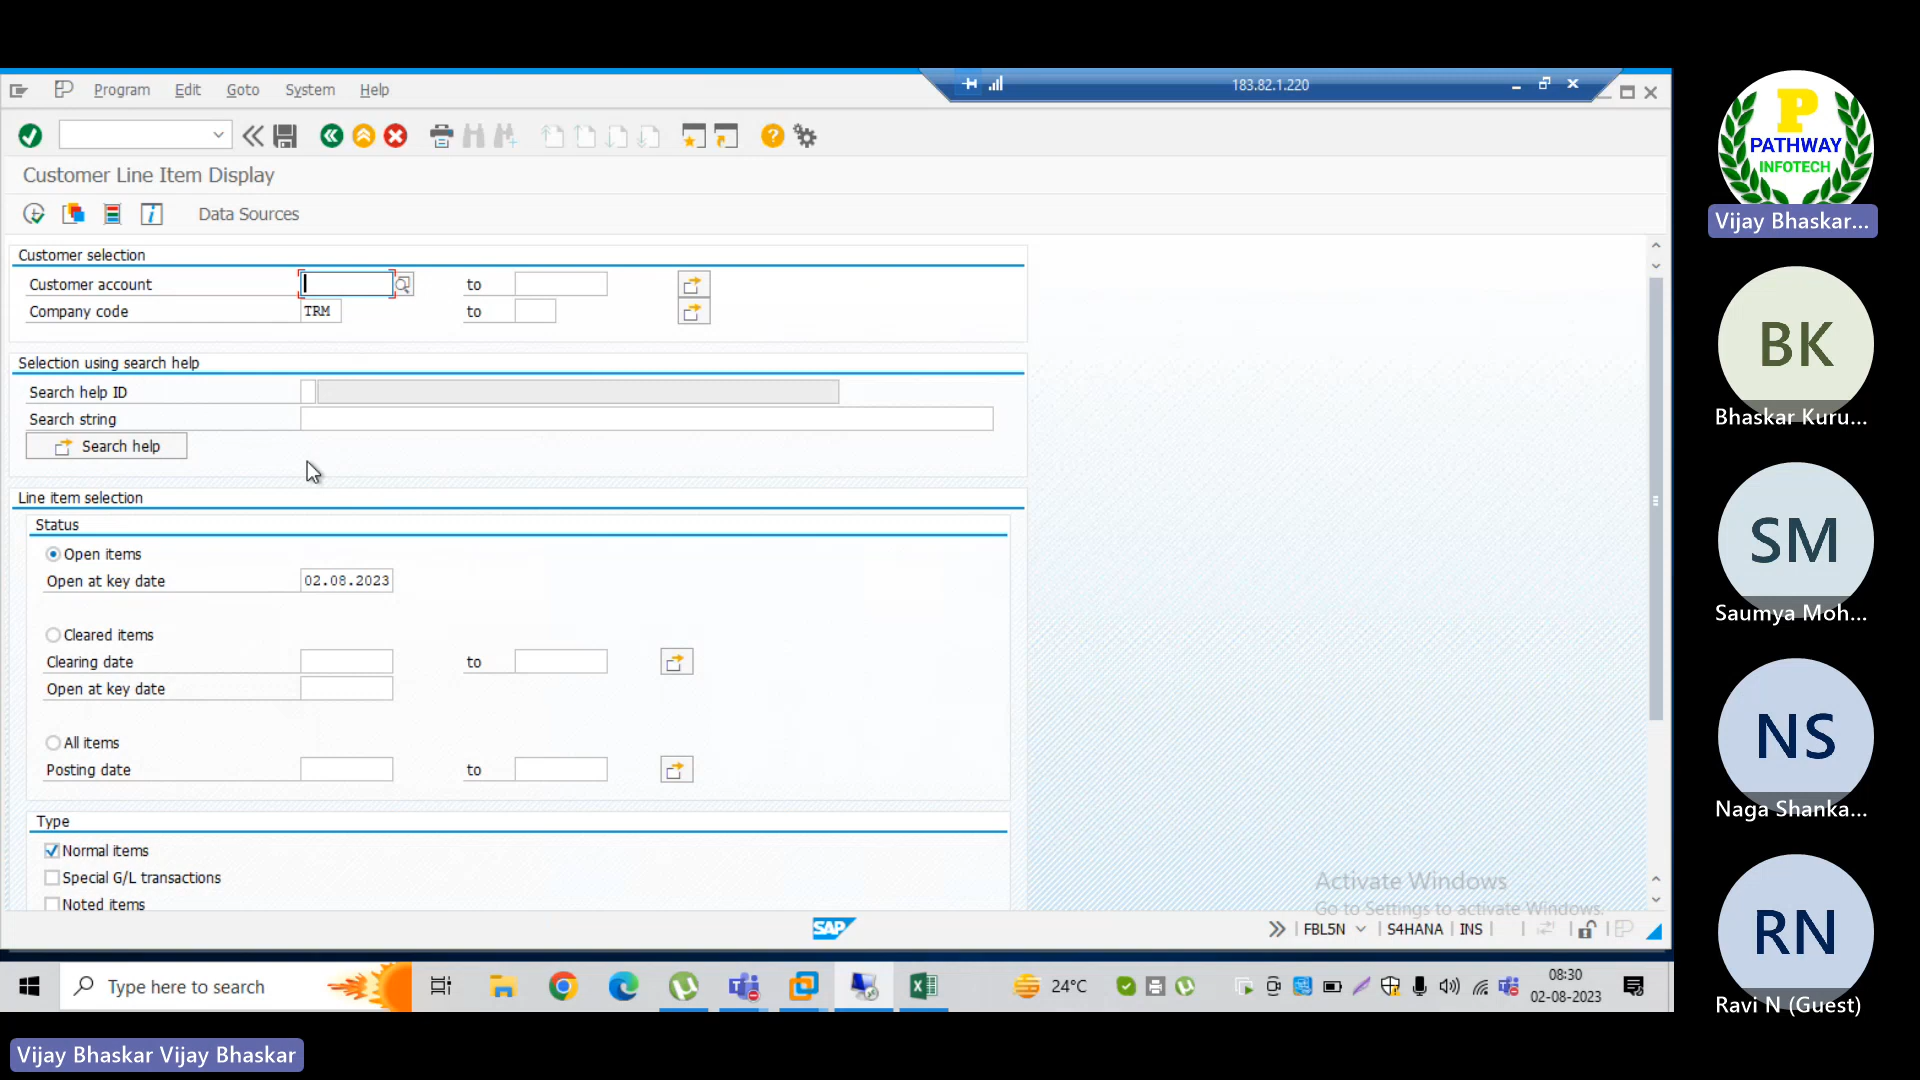 Program Edit Goto System Help
183.82.1.220
Customer Line Item Display
Data Sources
Customer selection
Customer account to
Company code TRM to
Selection using search help
Search help ID
Search string
Search help
Line item selection
Status
Open items
Open at key date 02.08.2023
Cleared items
Clearing date to
Open at key date
All items
Posting date to
Type
Normal items
Special G/L transactions
Noted items
Activate Windows
Go to Settings to activate Windows.
SAP
FBL5N S4HANA INS
Type here to search
24°C
08:30
02-08-2023
P
PATHWAY
INFOTECH
Vijay Bhaskar...
BK
Bhaskar Kuru...
SM
Saumya Moh...
NS
Naga Shanka...
RN
Ravi N (Guest)
Vijay Bhaskar Vijay Bhaskar